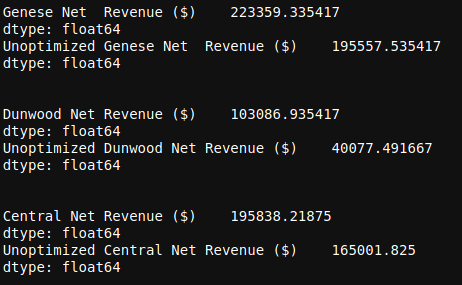 Genese Net  Revenue ($)    223359.335417
dtype: float64
Unoptimized Genese Net  Revenue ($)    195557.535417
dtype: float64
Dunwood Net Revenue ($)    103086.935417
dtype: float64
Unoptimized Dunwood Net Revenue ($)    40077.491667
dtype: float64
Central Net Revenue ($)    195838.21875
dtype: float64
Unoptimized Central Net Revenue ($)    165001.825
dtype: float64